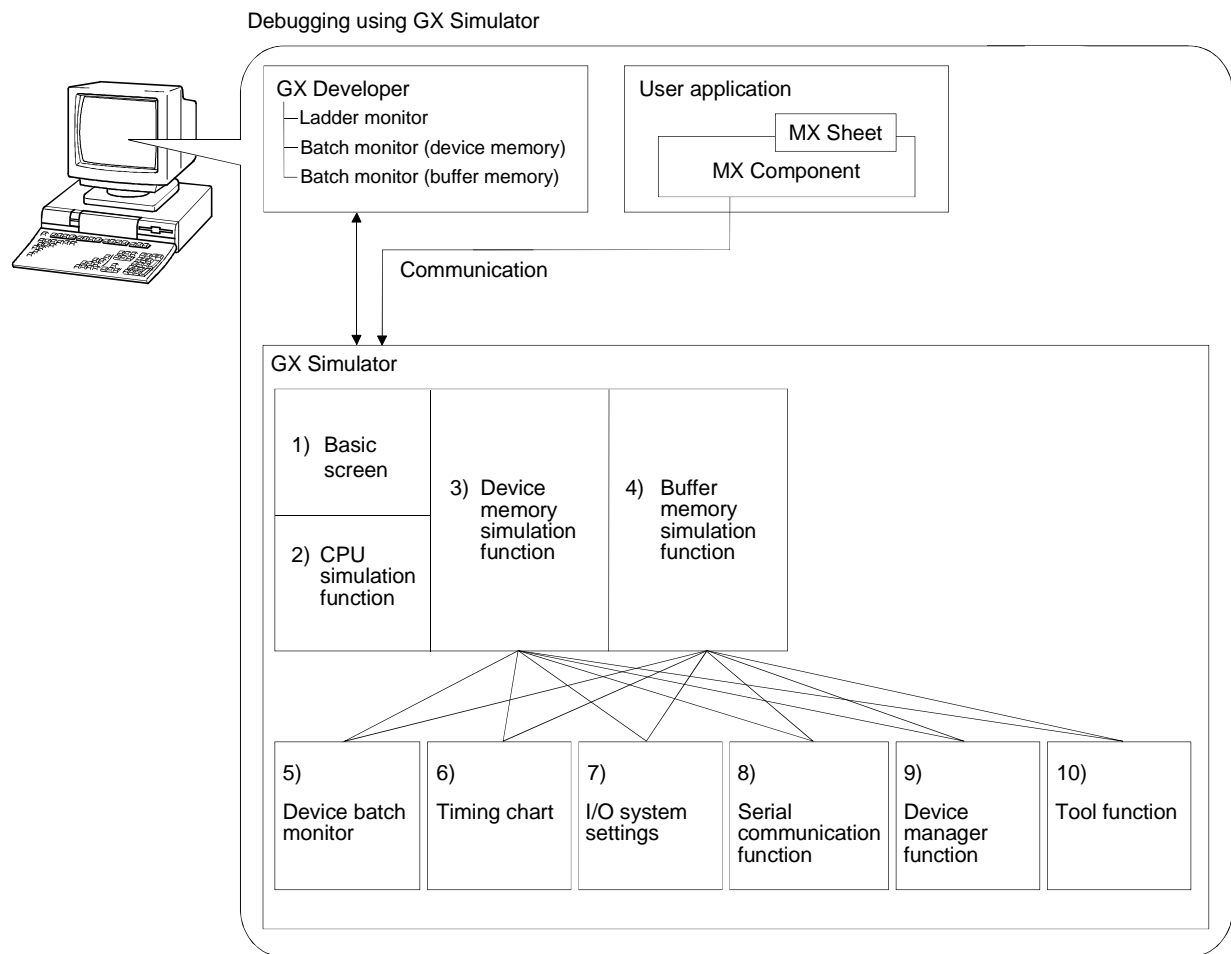 Debugging using GX Simulator
GX Developer
Ladder monitor
Batch monitor (device memory)
Batch monitor (buffer memory)
User application
MX Sheet
MX Component
Communication
GX Simulator
1) Basic
screen
2) CPU
simulation
function
3) Device
memory
simulation
function
4) Buffer
memory
simulation
function
5)
Device batch
monitor
6)
Timing chart
7)
I/O system
settings
8)
Serial
communication
function
9)
Device
manager
function
10)
Tool function